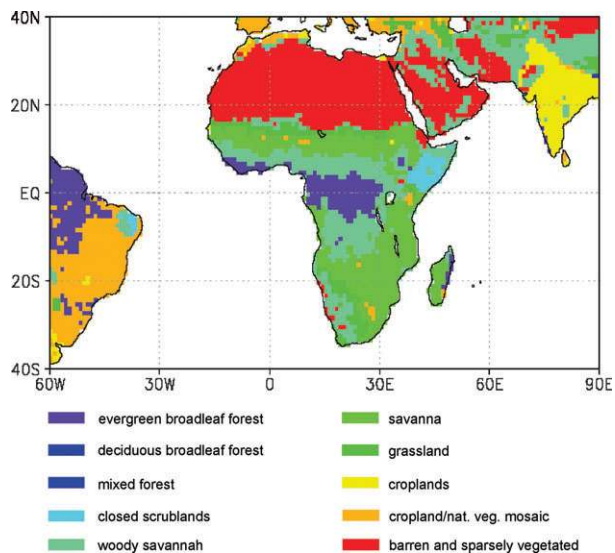 40N
20N
EQ
20S
40S
60W 30W 0 30E 60E 90E
evergreen broadleaf forest
deciduous broadleaf forest
mixed forest
closed scrublands
woody savannah
savanna
grassland
croplands
cropland/nat. veg. mosaic
barren and sparsely vegetated